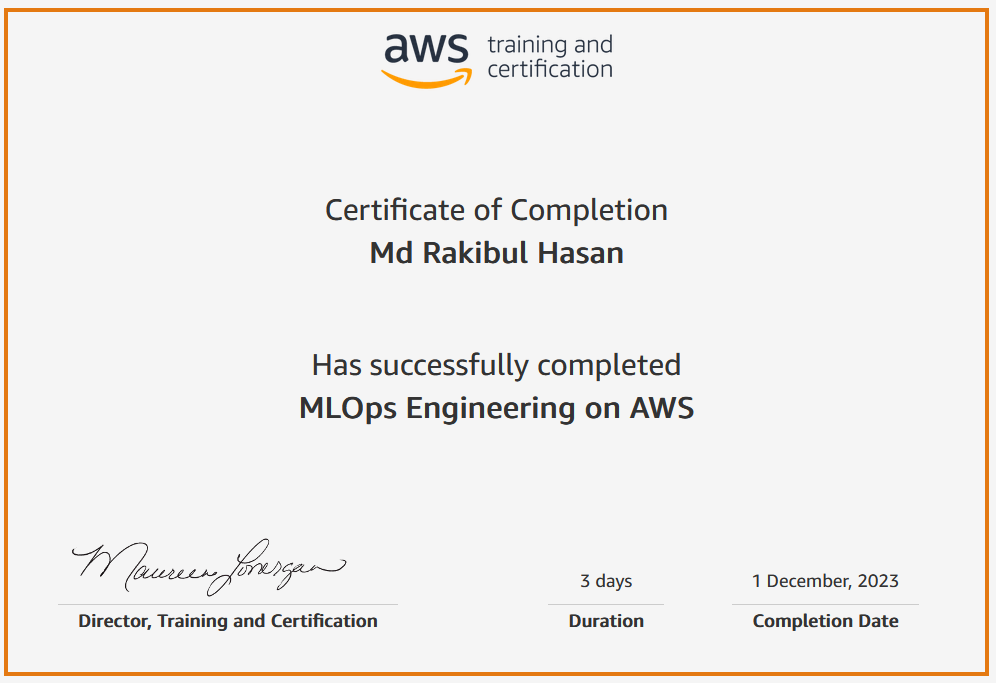 aws training and
certification
Certificate of Completion
Md Rakibul Hasan
Has successfully completed
MLOps Engineering on AWS
Maureen Lonergan
3 days
1 December, 2023
Director, Training and Certification
Duration
Completion Date